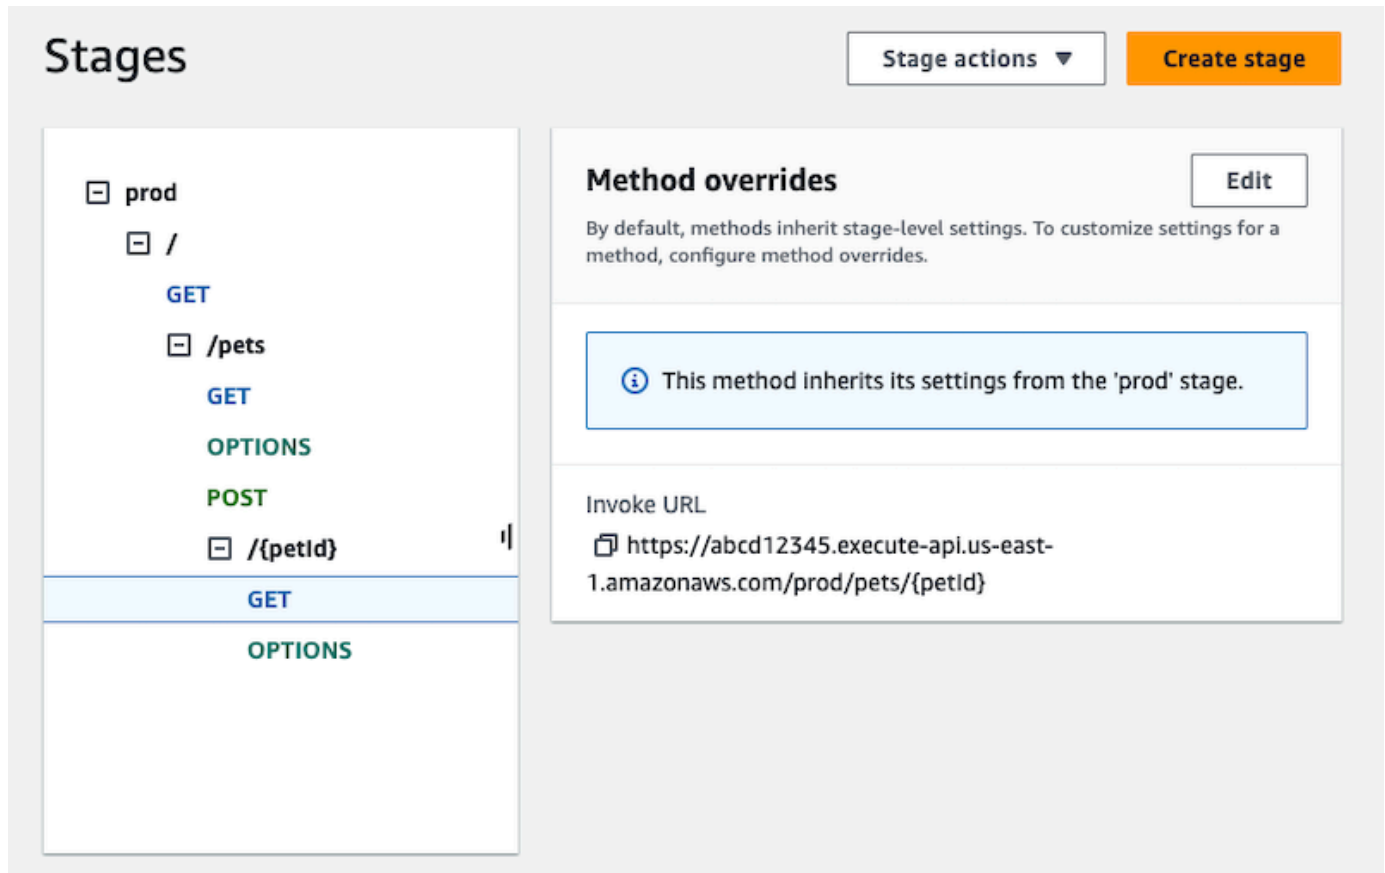 Stages
Stage actions
Create stage
prod
/
GET
/pets
GET
OPTIONS
POST
/{petId}
GET
OPTIONS
Method overrides
Edit
By default, methods inherit stage-level settings. To customize settings for a
method, configure method overrides.
This method inherits its settings from the 'prod' stage.
Invoke URL
https://abcd12345.execute-api.us-east-
1.amazonaws.com/prod/pets/{petId}